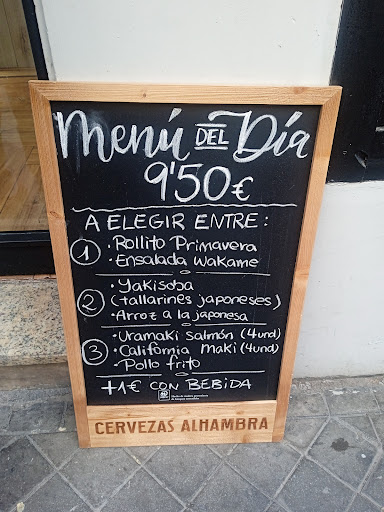 Menú DEL Día
9'50€
A ELEGIR ENTRE:
1 · Rollito Primavera
· Ensalada Wakame
2 · Yakisoba
(tallarines japoneses)
· Arroz a la japonesa
3 · Uramaki salmón (4und)
· California Maki (4und)
· Pollo frito
+1€ CON BEBIDA
CERVEZAS ALHAMBRA